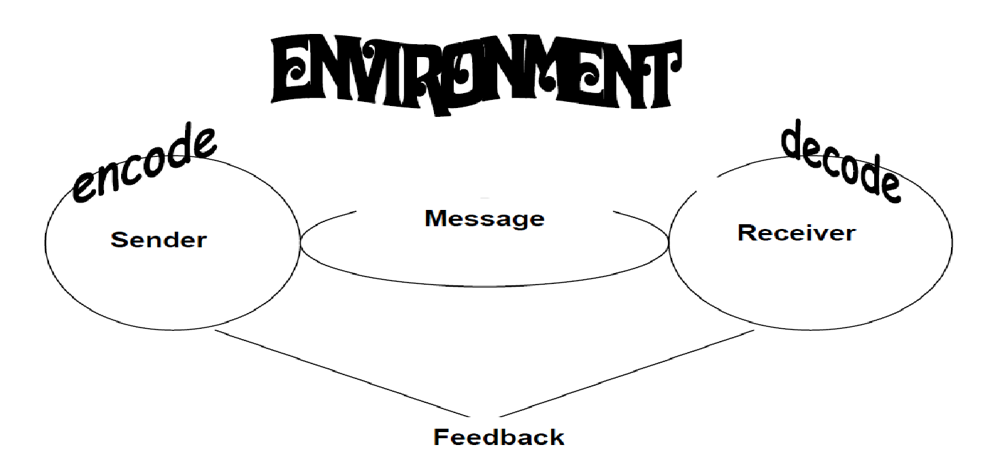 ENVIRONMENT
encode
decode
Message
Sender
Receiver
Feedback